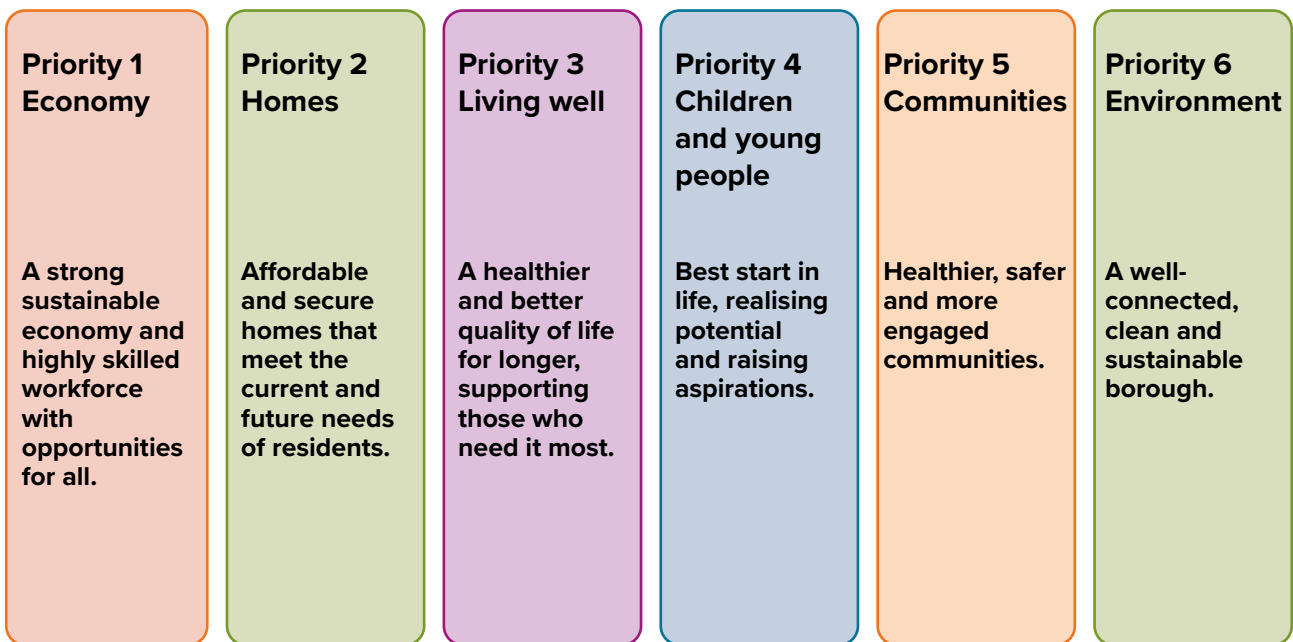 Priority 1
Economy
A strong
sustainable
economy and
highly skilled
workforce
with
opportunities
for all.
Priority 2
Homes
Affordable
and secure
homes that
meet the
current and
future needs
of residents.
Priority 3
Living well
A healthier
and better
quality of life
for longer,
supporting
those who
need it most.
Priority 4
Children
and young
people
Best start in
life, realising
potential
and raising
aspirations.
Priority 5
Communities
Healthier, safer
and more
engaged
communities.
Priority 6
Environment
A well-
connected,
clean and
sustainable
borough.